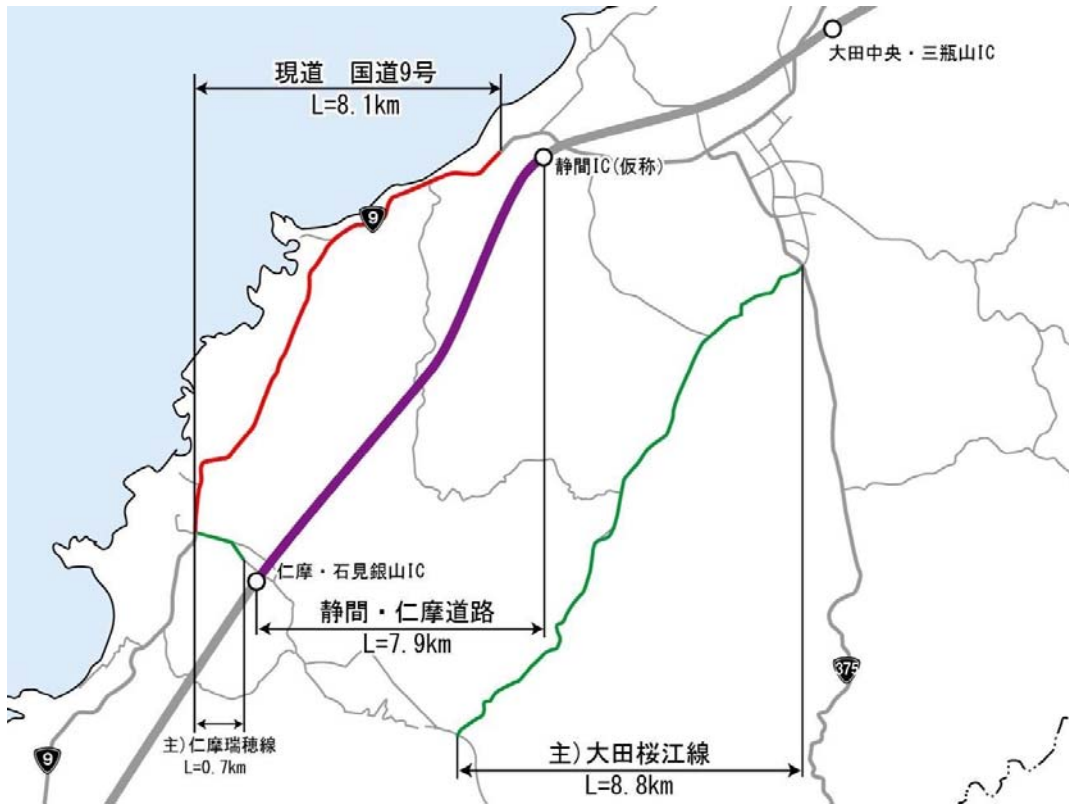 大田中央・三瓶山IC
現道 国道9号
L=8.1km
静間IC(仮称)
9
仁摩・石見銀山IC
静間・仁摩道路
L=7.9km
375
主)仁摩瑞穂線
L=0.7km
9
主)大田桜江線
L=8.8km